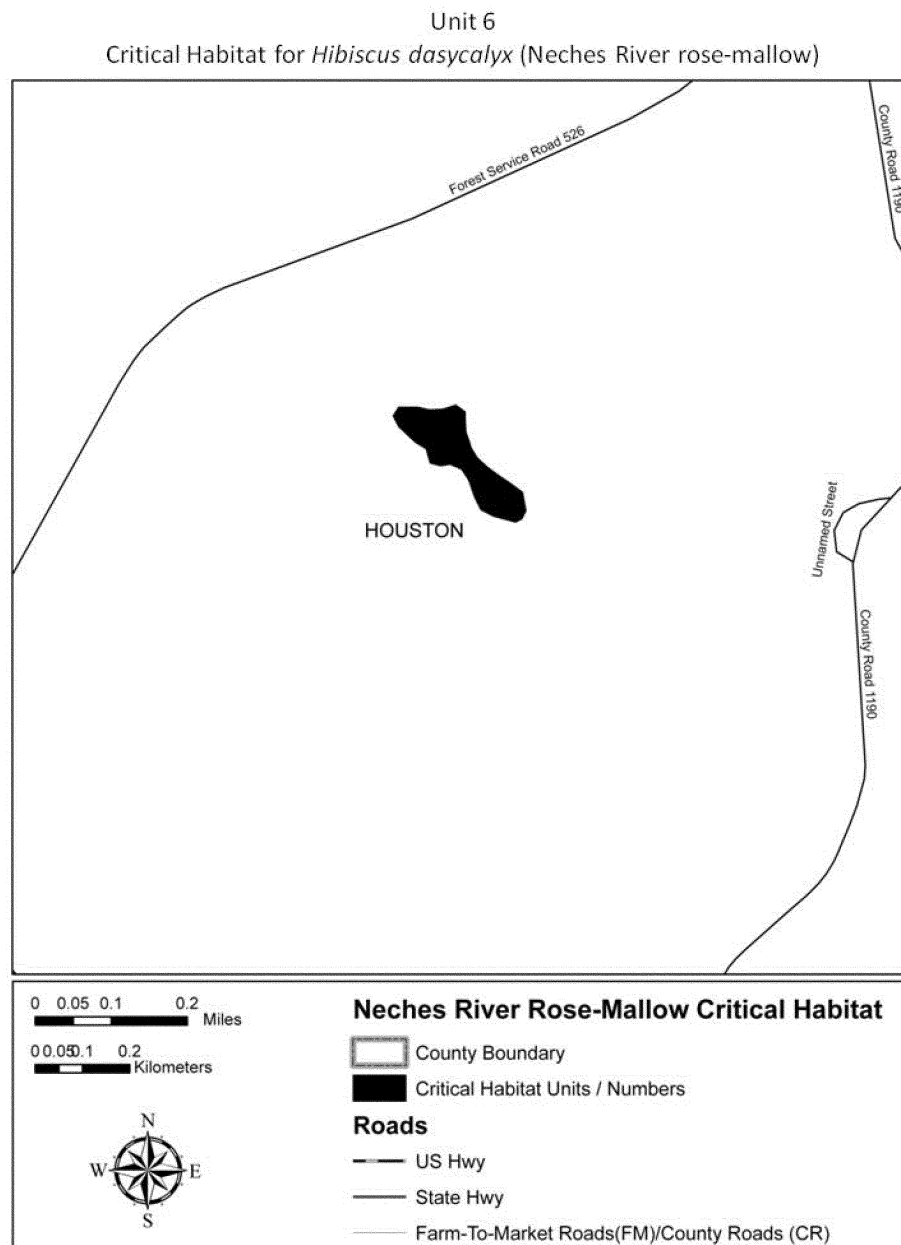 Unit 6
Critical Habitat for Hibiscus dasycalyx (Neches River rose-mallow)
Forest Service Road 526
County Road 1190
HOUSTON
Unnamed Street
County Road 1190
0 0.05 0.1 0.2 Miles
0 0.05 0.1 0.2 Kilometers
N
W E
S
Neches River Rose-Mallow Critical Habitat
County Boundary
Critical Habitat Units / Numbers
Roads
US Hwy
State Hwy
Farm-To-Market Roads(FM)/County Roads (CR)